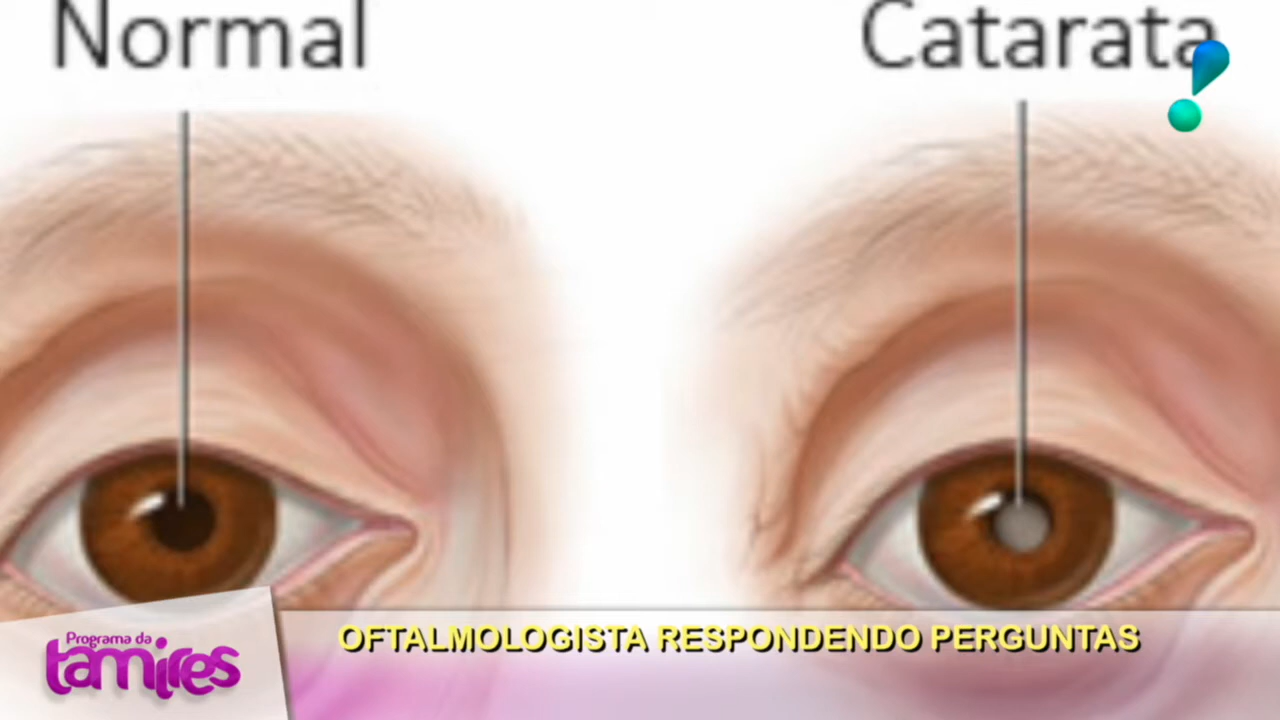 Normal
Catarata
Programa da
tamires
OFTALMOLOGISTA RESPONDENDO PERGUNTAS